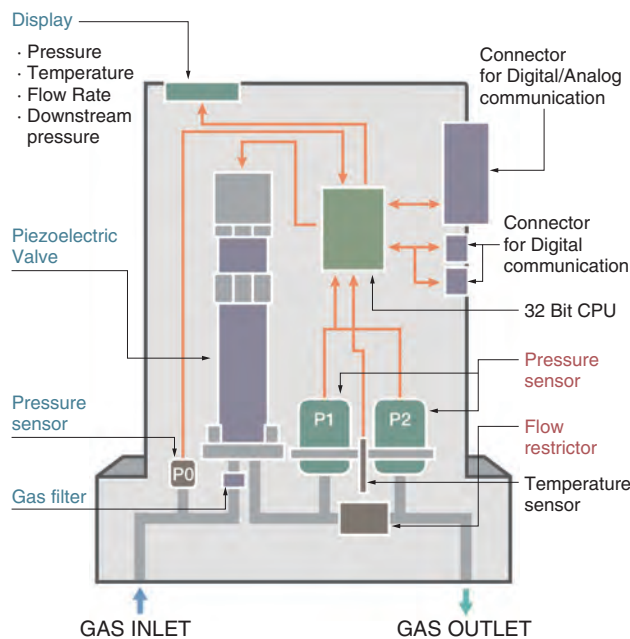 Display
· Pressure
· Temperature
· Flow Rate
· Downstream
pressure
Connector
for Digital/Analog
communication
Piezoelectric
Valve
Connector
for Digital
communication
32 Bit CPU
Pressure
sensor
Pressure
sensor
P1
P2
P0
Flow
restrictor
Gas filter
Temperature
sensor
GAS INLET
GAS OUTLET